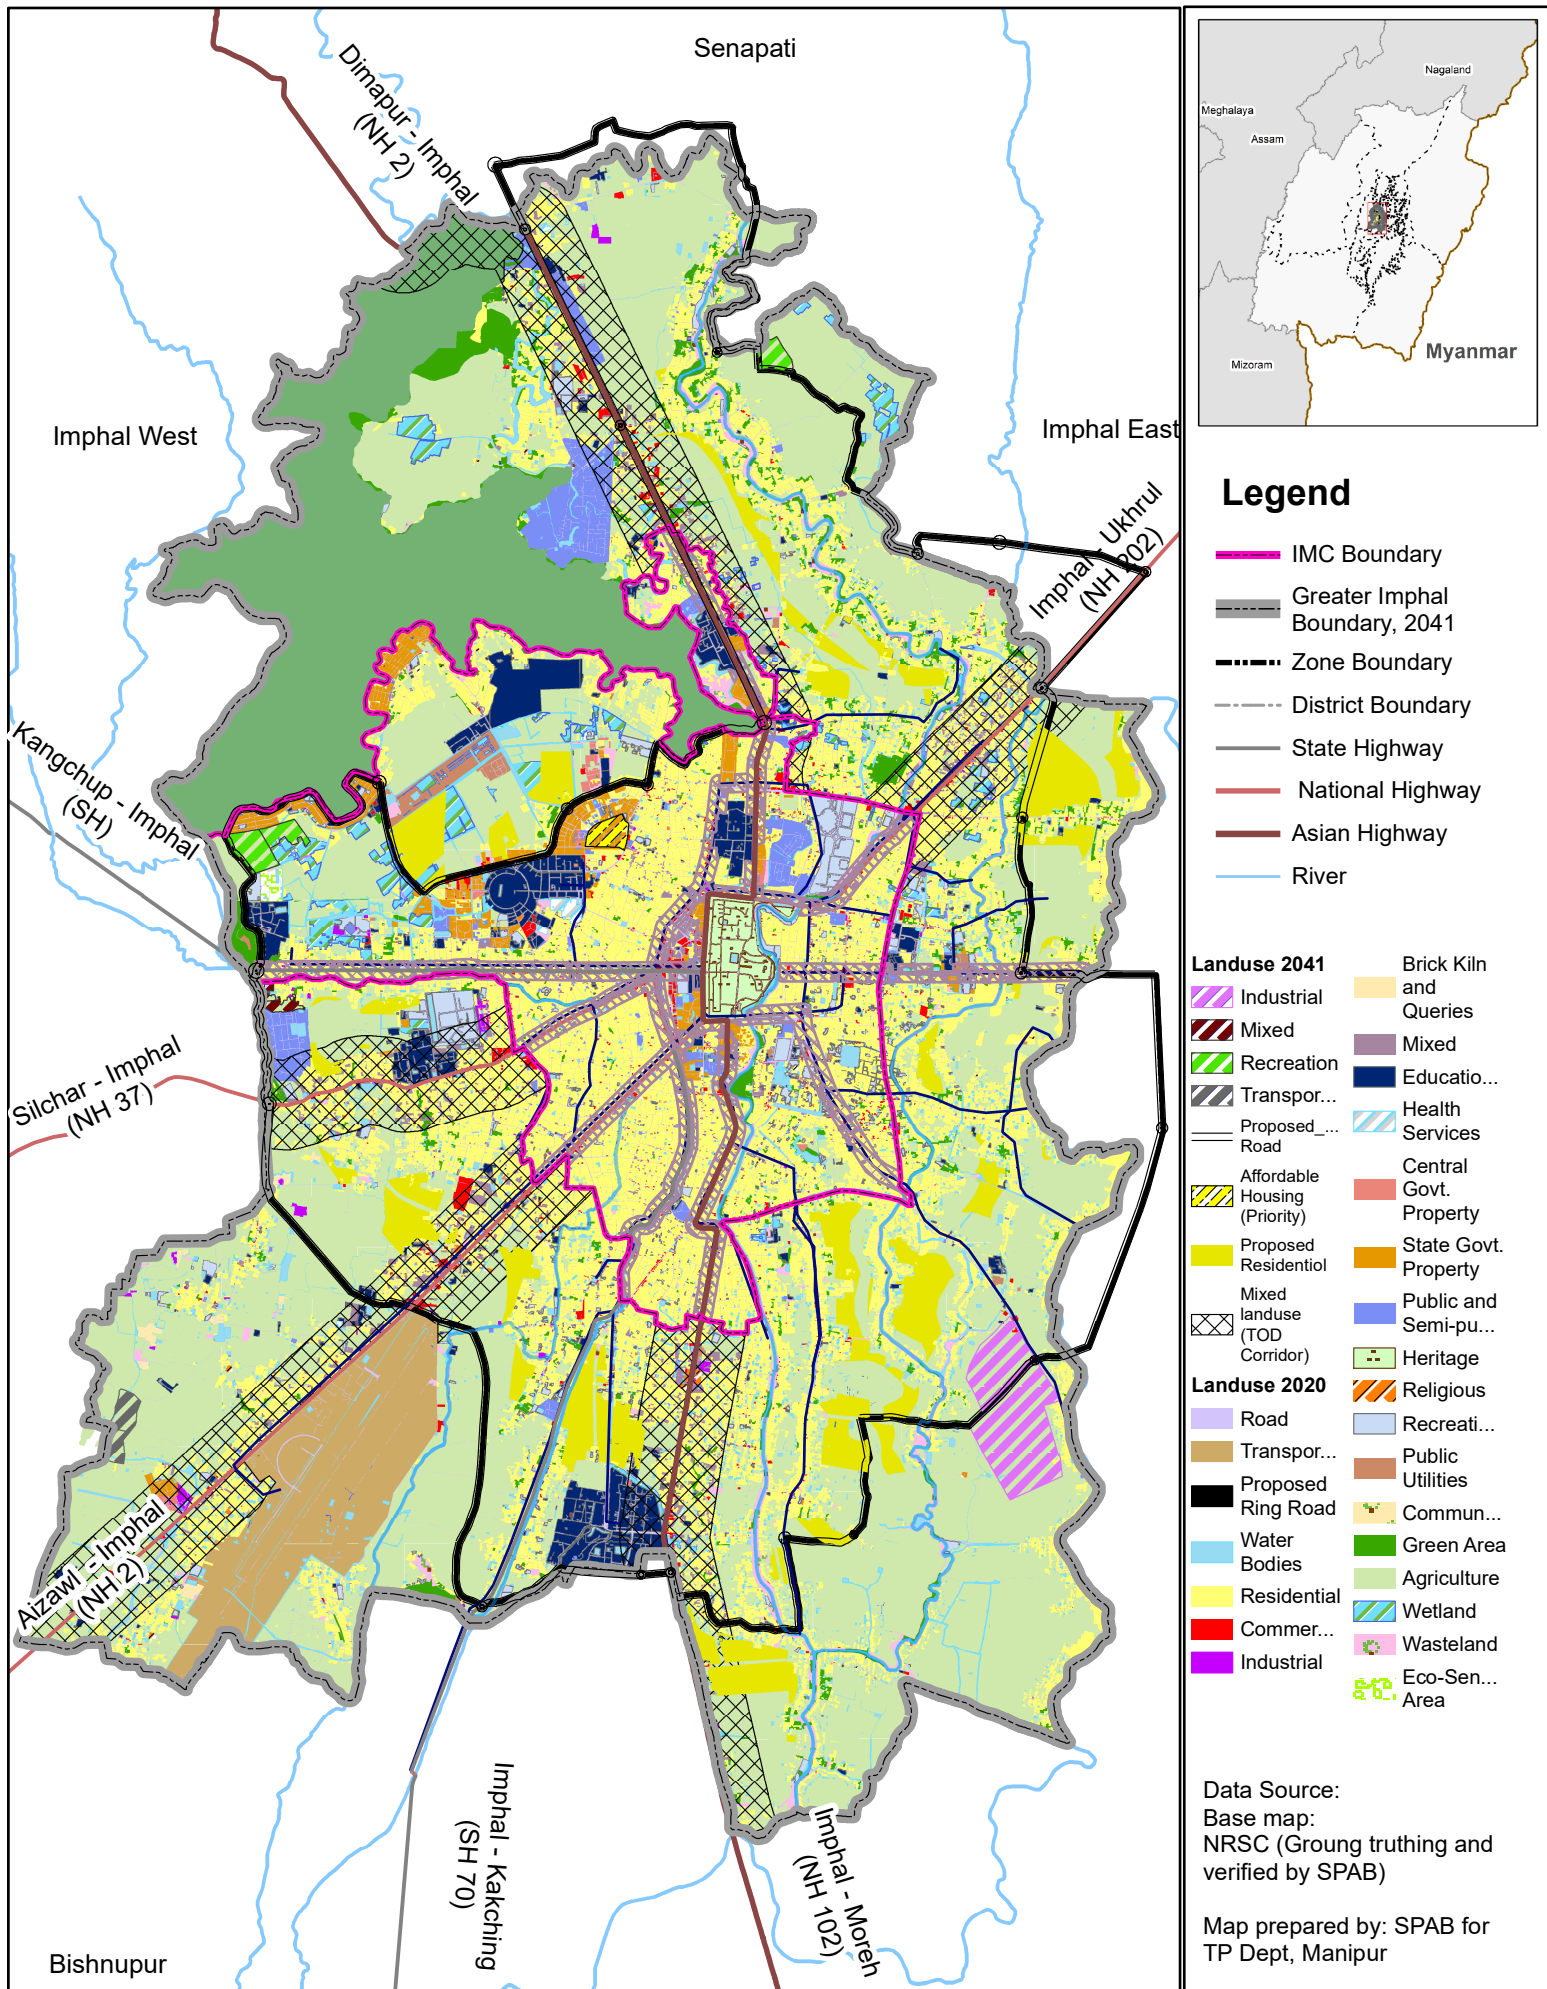 Senapati
Dimapur - Imphal
(NH 2)
Imphal West
Imphal East
Imphal - Ukhrul
(NH 202)
Kangchup - Imphal
(SH)
Silchar - Imphal
(NH 37)
Aizawl - Imphal
(NH 2)
Imphal - Kakching
(SH 70)
Imphal - Moreh
(NH 102)
Bishnupur
Nagaland
Meghalaya
Assam
Myanmar
Mizoram
Legend
IMC Boundary
Greater Imphal
Boundary, 2041
Zone Boundary
District Boundary
State Highway
National Highway
Asian Highway
River
Landuse 2041
Industrial
Mixed
Recreation
Transpor...
Proposed_...
Road
Affordable
Housing
(Priority)
Proposed
Residentiol
Mixed
landuse
(TOD
Corridor)
Landuse 2020
Road
Transpor...
Proposed
Ring Road
Water
Bodies
Residential
Commer...
Industrial
Brick Kiln
and
Queries
Mixed
Educatio...
Health
Services
Central
Govt.
Property
State Govt.
Property
Public and
Semi-pu...
Heritage
Religious
Recreati...
Public
Utilities
Commun...
Green Area
Agriculture
Wetland
Wasteland
Eco-Sen...
Area
Data Source:
Base map:
NRSC (Groung truthing and
verified by SPAB)
Map prepared by: SPAB for
TP Dept, Manipur